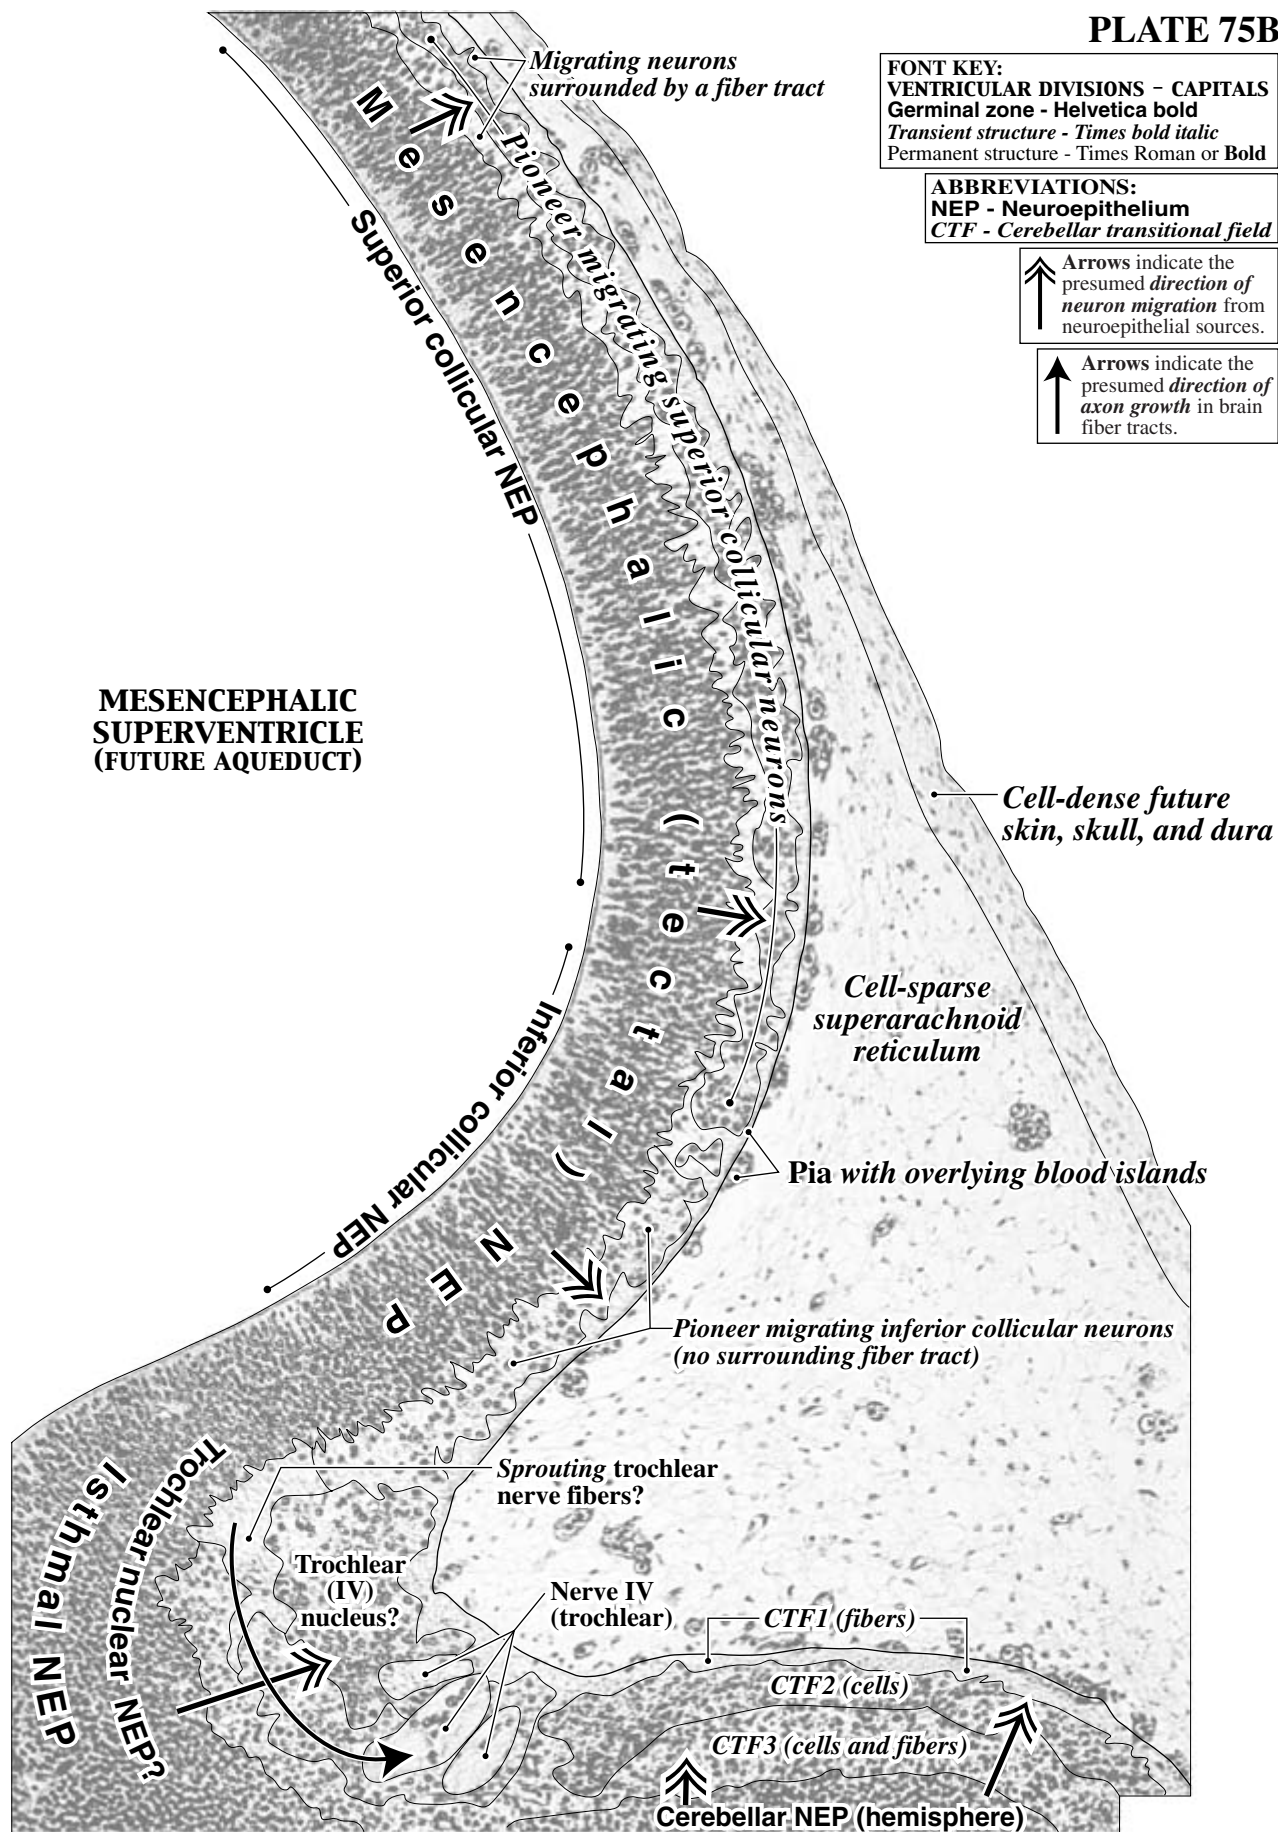 PLATE 75B
FONT KEY:
VENTRICULAR DIVISIONS – CAPITALS
Germinal zone - Helvetica bold
Transient structure - Times bold italic
Permanent structure - Times Roman or Bold
ABBREVIATIONS:
NEP - Neuroepithelium
CTF - Cerebellar transitional field
Arrows indicate the
presumed direction of
neuron migration from
neuroepithelial sources.
Arrows indicate the
presumed direction of
axon growth in brain
fiber tracts.
Migrating neurons
surrounded by a fiber tract
Mesencephalic (tectal) NEP
Pioneer migrating superior collicular neurons
Superior collicular NEP
MESENCEPHALIC
SUPERVENTRICLE
(FUTURE AQUEDUCT)
Cell-dense future
skin, skull, and dura
Cell-sparse
superarachnoid
reticulum
Inferior collicular NEP
Pia with overlying blood islands
Pioneer migrating inferior collicular neurons
(no surrounding fiber tract)
Sprouting trochlear
nerve fibers?
Isthmal NEP
Trochlear nuclear NEP?
Trochlear
(IV)
nucleus?
Nerve IV
(trochlear)
CTF1 (fibers)
CTF2 (cells)
CTF3 (cells and fibers)
Cerebellar NEP (hemisphere)